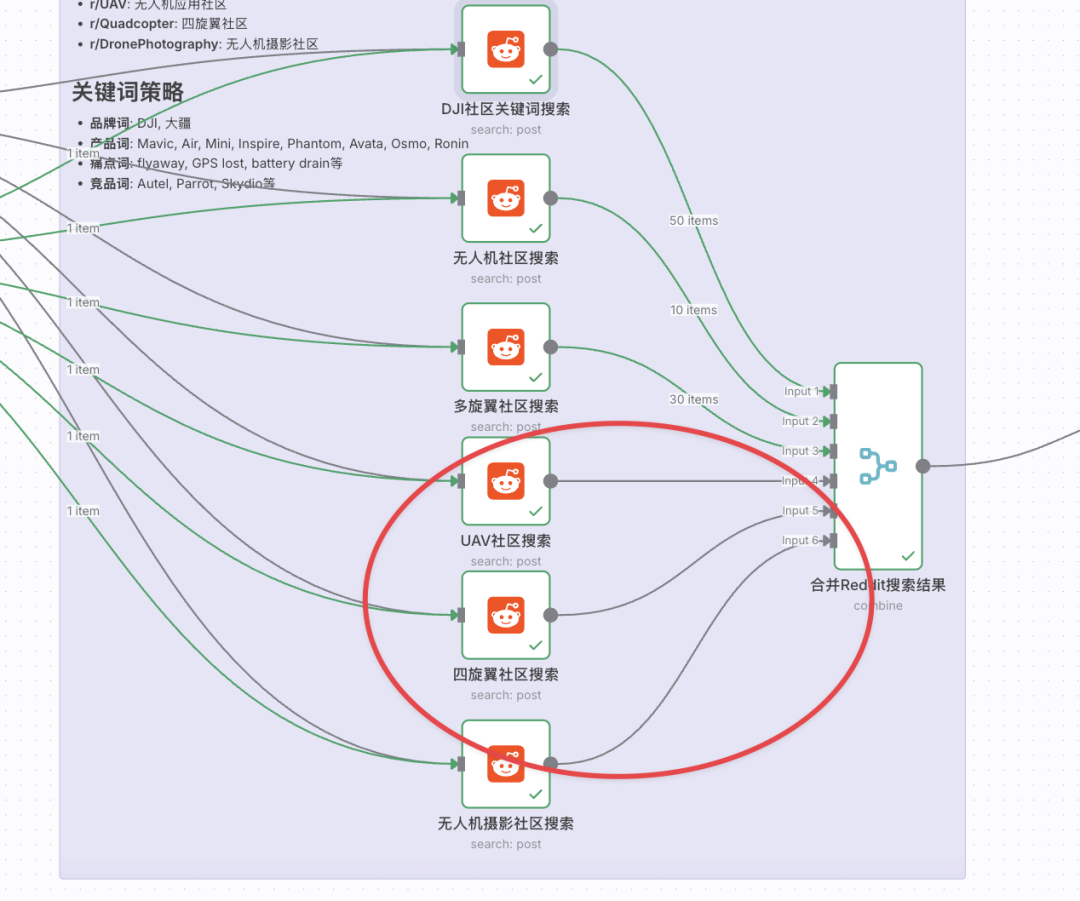 r/UAV: 无人机应用社区
r/Quadcopter: 四旋翼社区
r/DronePhotography: 无人机摄影社区
关键词策略
品牌词: DJI, 大疆
产品词: Mavic, Air, Mini, Inspire, Phantom, Avata, Osmo, Ronin
痛点词: flyaway, GPS lost, battery drain等
竞品词: Autel, Parrot, Skydio等
1 item
1 item
1 item
1 item
1 item
1 item
DJI社区关键词搜索
search: post
无人机社区搜索
search: post
多旋翼社区搜索
search: post
UAV社区搜索
search: post
四旋翼社区搜索
search: post
无人机摄影社区搜索
search: post
50 items
10 items
30 items
Input 1
Input 2
Input 3
Input 4
Input 5
Input 6
合并Reddit搜索结果
combine